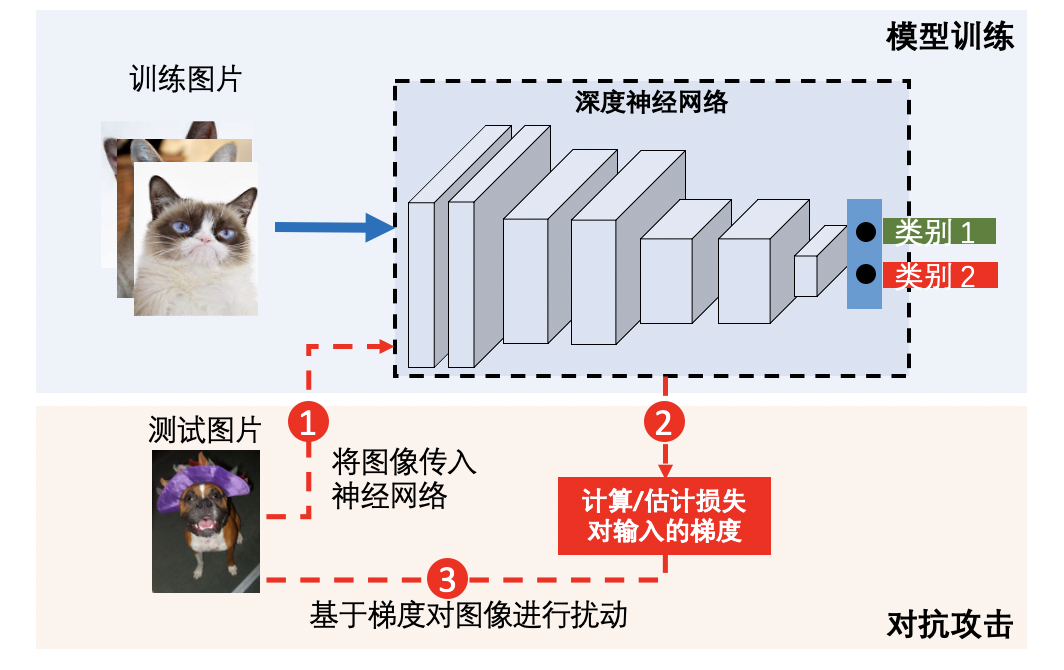 模型训练
训练图片
深度神经网络
类别 1
类别 2
测试图片
1
将图像传入
神经网络
2
计算/估计损失
对输入的梯度
3
基于梯度对图像进行扰动
对抗攻击